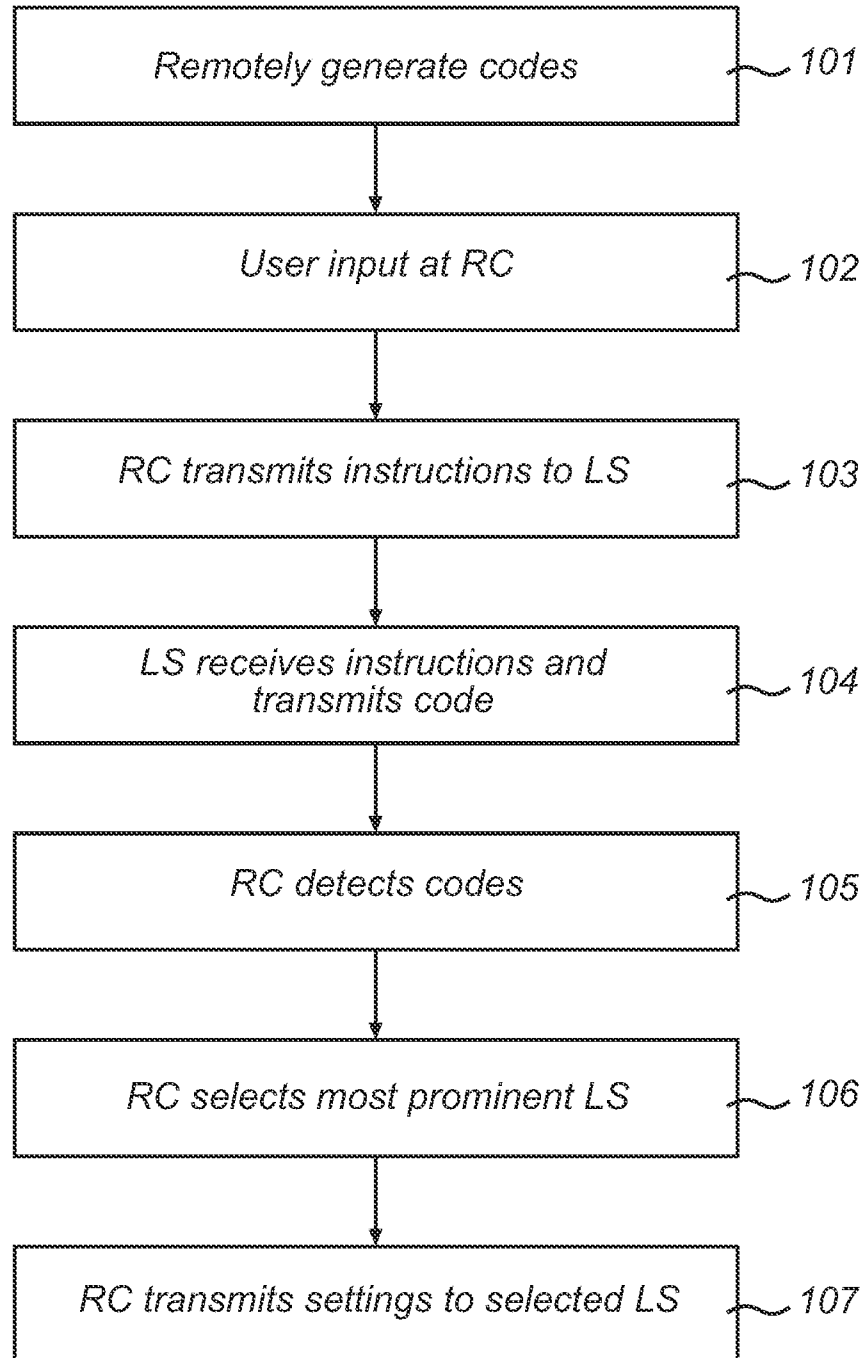 Remotely generate codes
101
User input at RC
102
RC transmits instructions to LS
103
LS receives instructions and
transmits code
104
RC detects codes
105
RC selects most prominent LS
106
RC transmits settings to selected LS
107